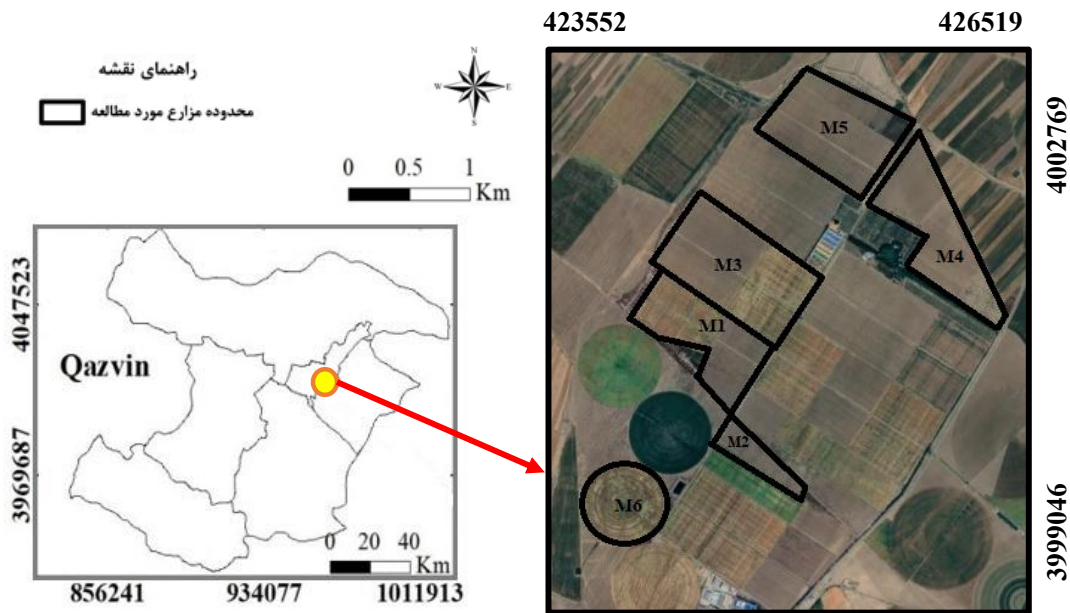 423552
426519
راهنمای نقشه
محدوده مزارع مورد مطالعه
N
W
E
S
0 0.5 1
Km
M5
4002769
M4
M3
M1
M2
M6
3999046
4047523
Qazvin
3969687
0 20 40
Km
856241 934077 1011913